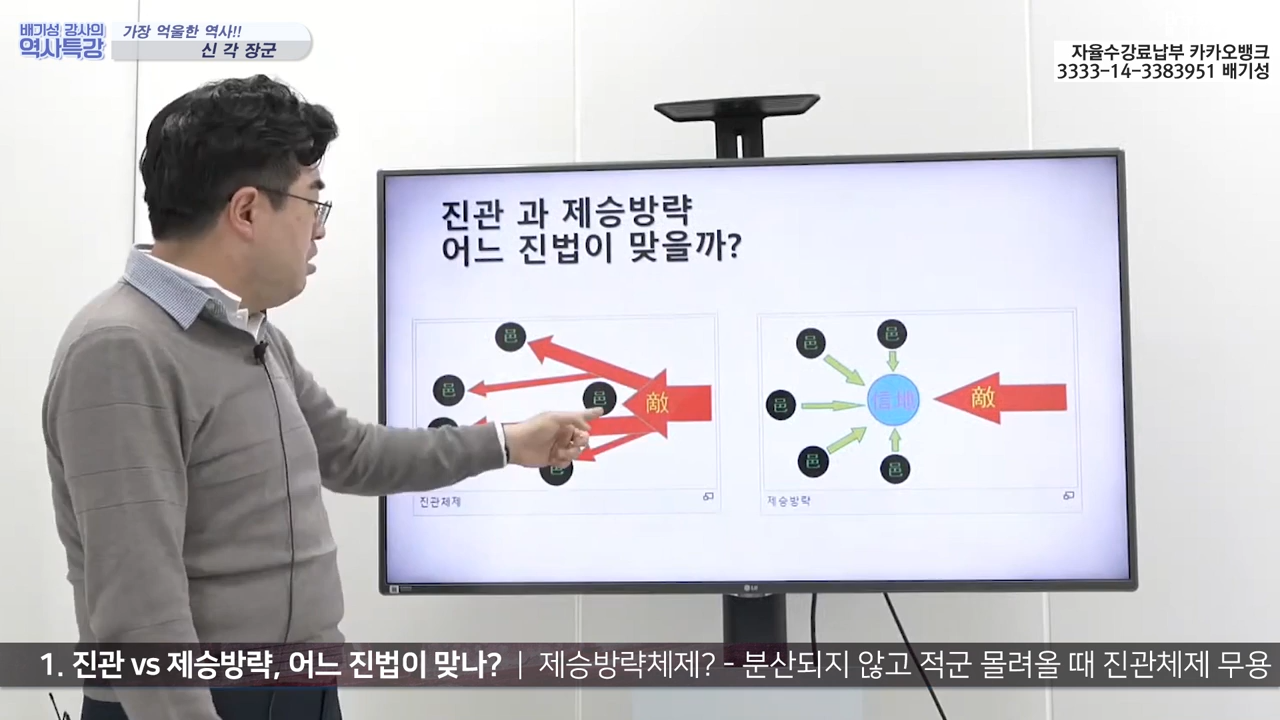 배기성 강사의
역사특강
가장 억울한 역사!!
신 각 장군
자율수강료납부 카카오뱅크
3333-14-3383951 배기성
진관 과 제승방략
어느 진법이 맞을까?
邑
邑
邑
邑
敵
진관체제
邑
邑
邑
邑
邑
信地
敵
제승방략
LG
1. 진관 vs 제승방략, 어느 진법이 맞나? | 제승방략체제? - 분산되지 않고 적군 몰려올 때 진관체제 무용